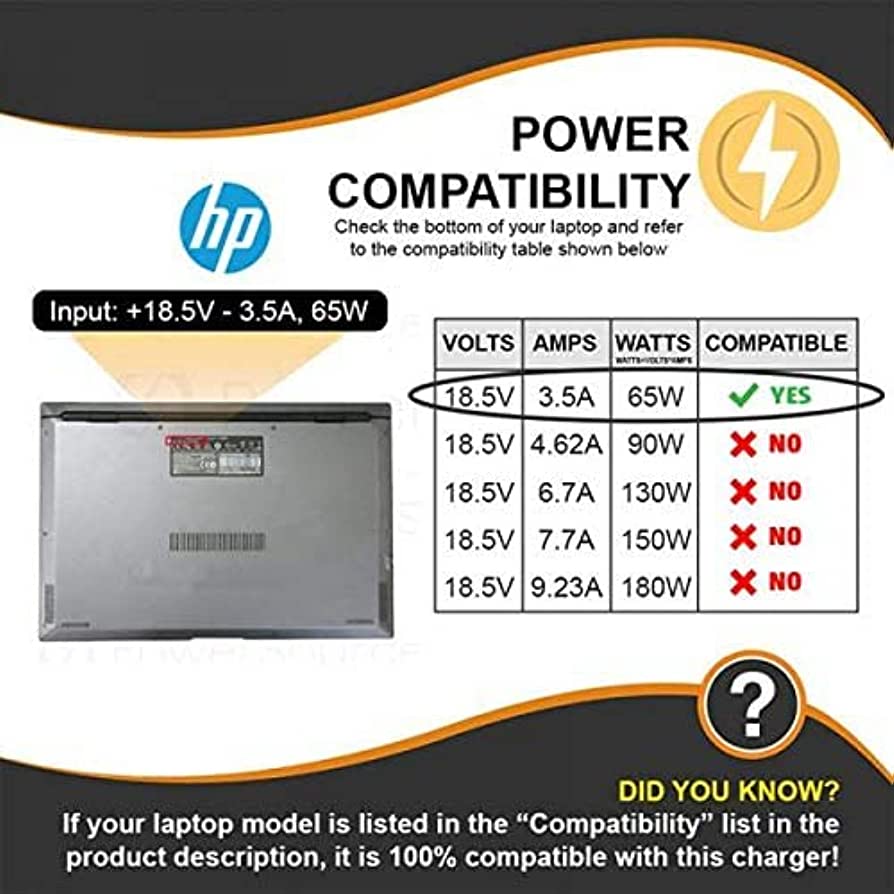 POWER
COMPATIBILITY
Check the bottom of your laptop and refer
to the compatibility table shown below
hp
Input: +18.5V - 3.5A, 65W
VOLTS AMPS WATTS COMPATIBLE
WATTS=VOLTS*AMPS
18.5V 3.5A 65W YES
18.5V 4.62A 90W NO
18.5V 6.7A 130W NO
18.5V 7.7A 150W NO
18.5V 9.23A 180W NO
?
DID YOU KNOW?
If your laptop model is listed in the “Compatibility” list in the
product description, it is 100% compatible with this charger!